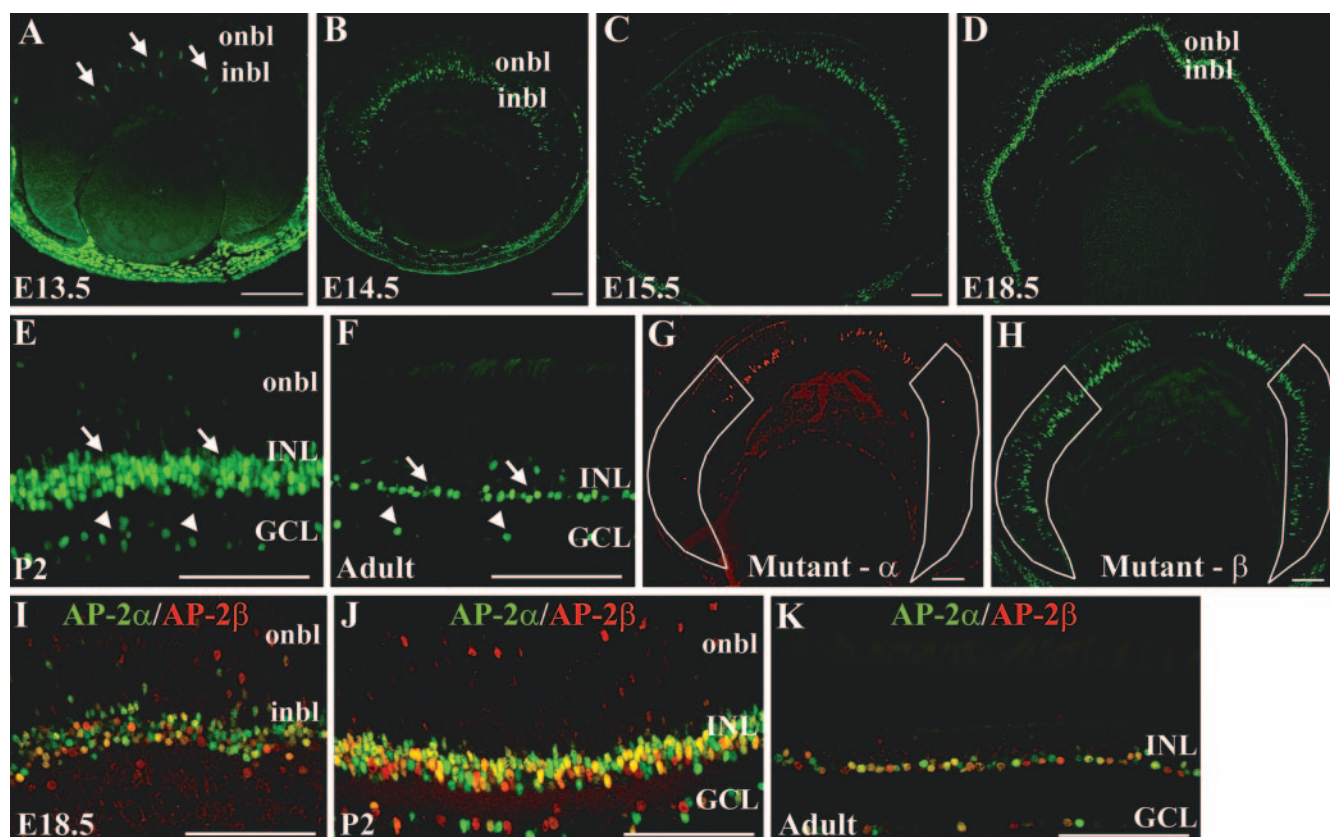 A
onbl
inbl
E13.5
B
onbl
inbl
E14.5
C
E15.5
D
onbl
inbl
E18.5
E
onbl
INL
GCL
P2
F
INL
GCL
Adult
G
Mutant - α
H
Mutant - β
I
AP-2α/AP-2β
onbl
inbl
E18.5
J
AP-2α/AP-2β
onbl
INL
GCL
P2
K
AP-2α/AP-2β
INL
GCL
Adult